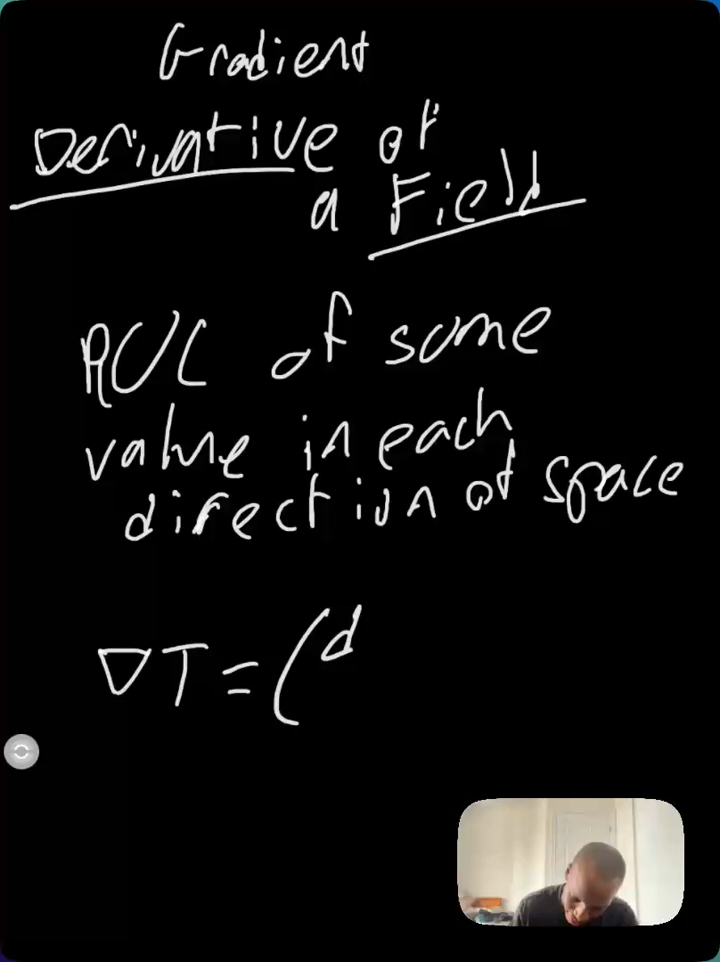 Gradient
Derivative of
a Field
ROC of some
value in each
direction of space
∇T = (d